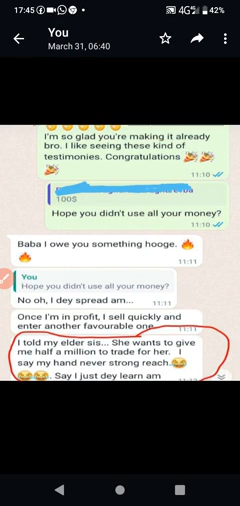 17:45
4G
42%
You
March 31, 06:40
I'm so glad you're making it already
bro. I like seeing these kind of
testimonies. Congratulations 🎉 🎉
🎉
11:10
100$
Hope you didn't use all your money?
11:10
Baba I owe you something hooge. 🔥
🔥
11:11
You
Hope you didn't use all your money?
No oh, I dey spread am...
11:11
Once I'm in profit, I sell quickly and
enter another favourable one
11:11
I told my elder sis... She wants to give
me half a million to trade for her. I
say my hand never strong reach.😂
😂😂. Say I just dey learn am